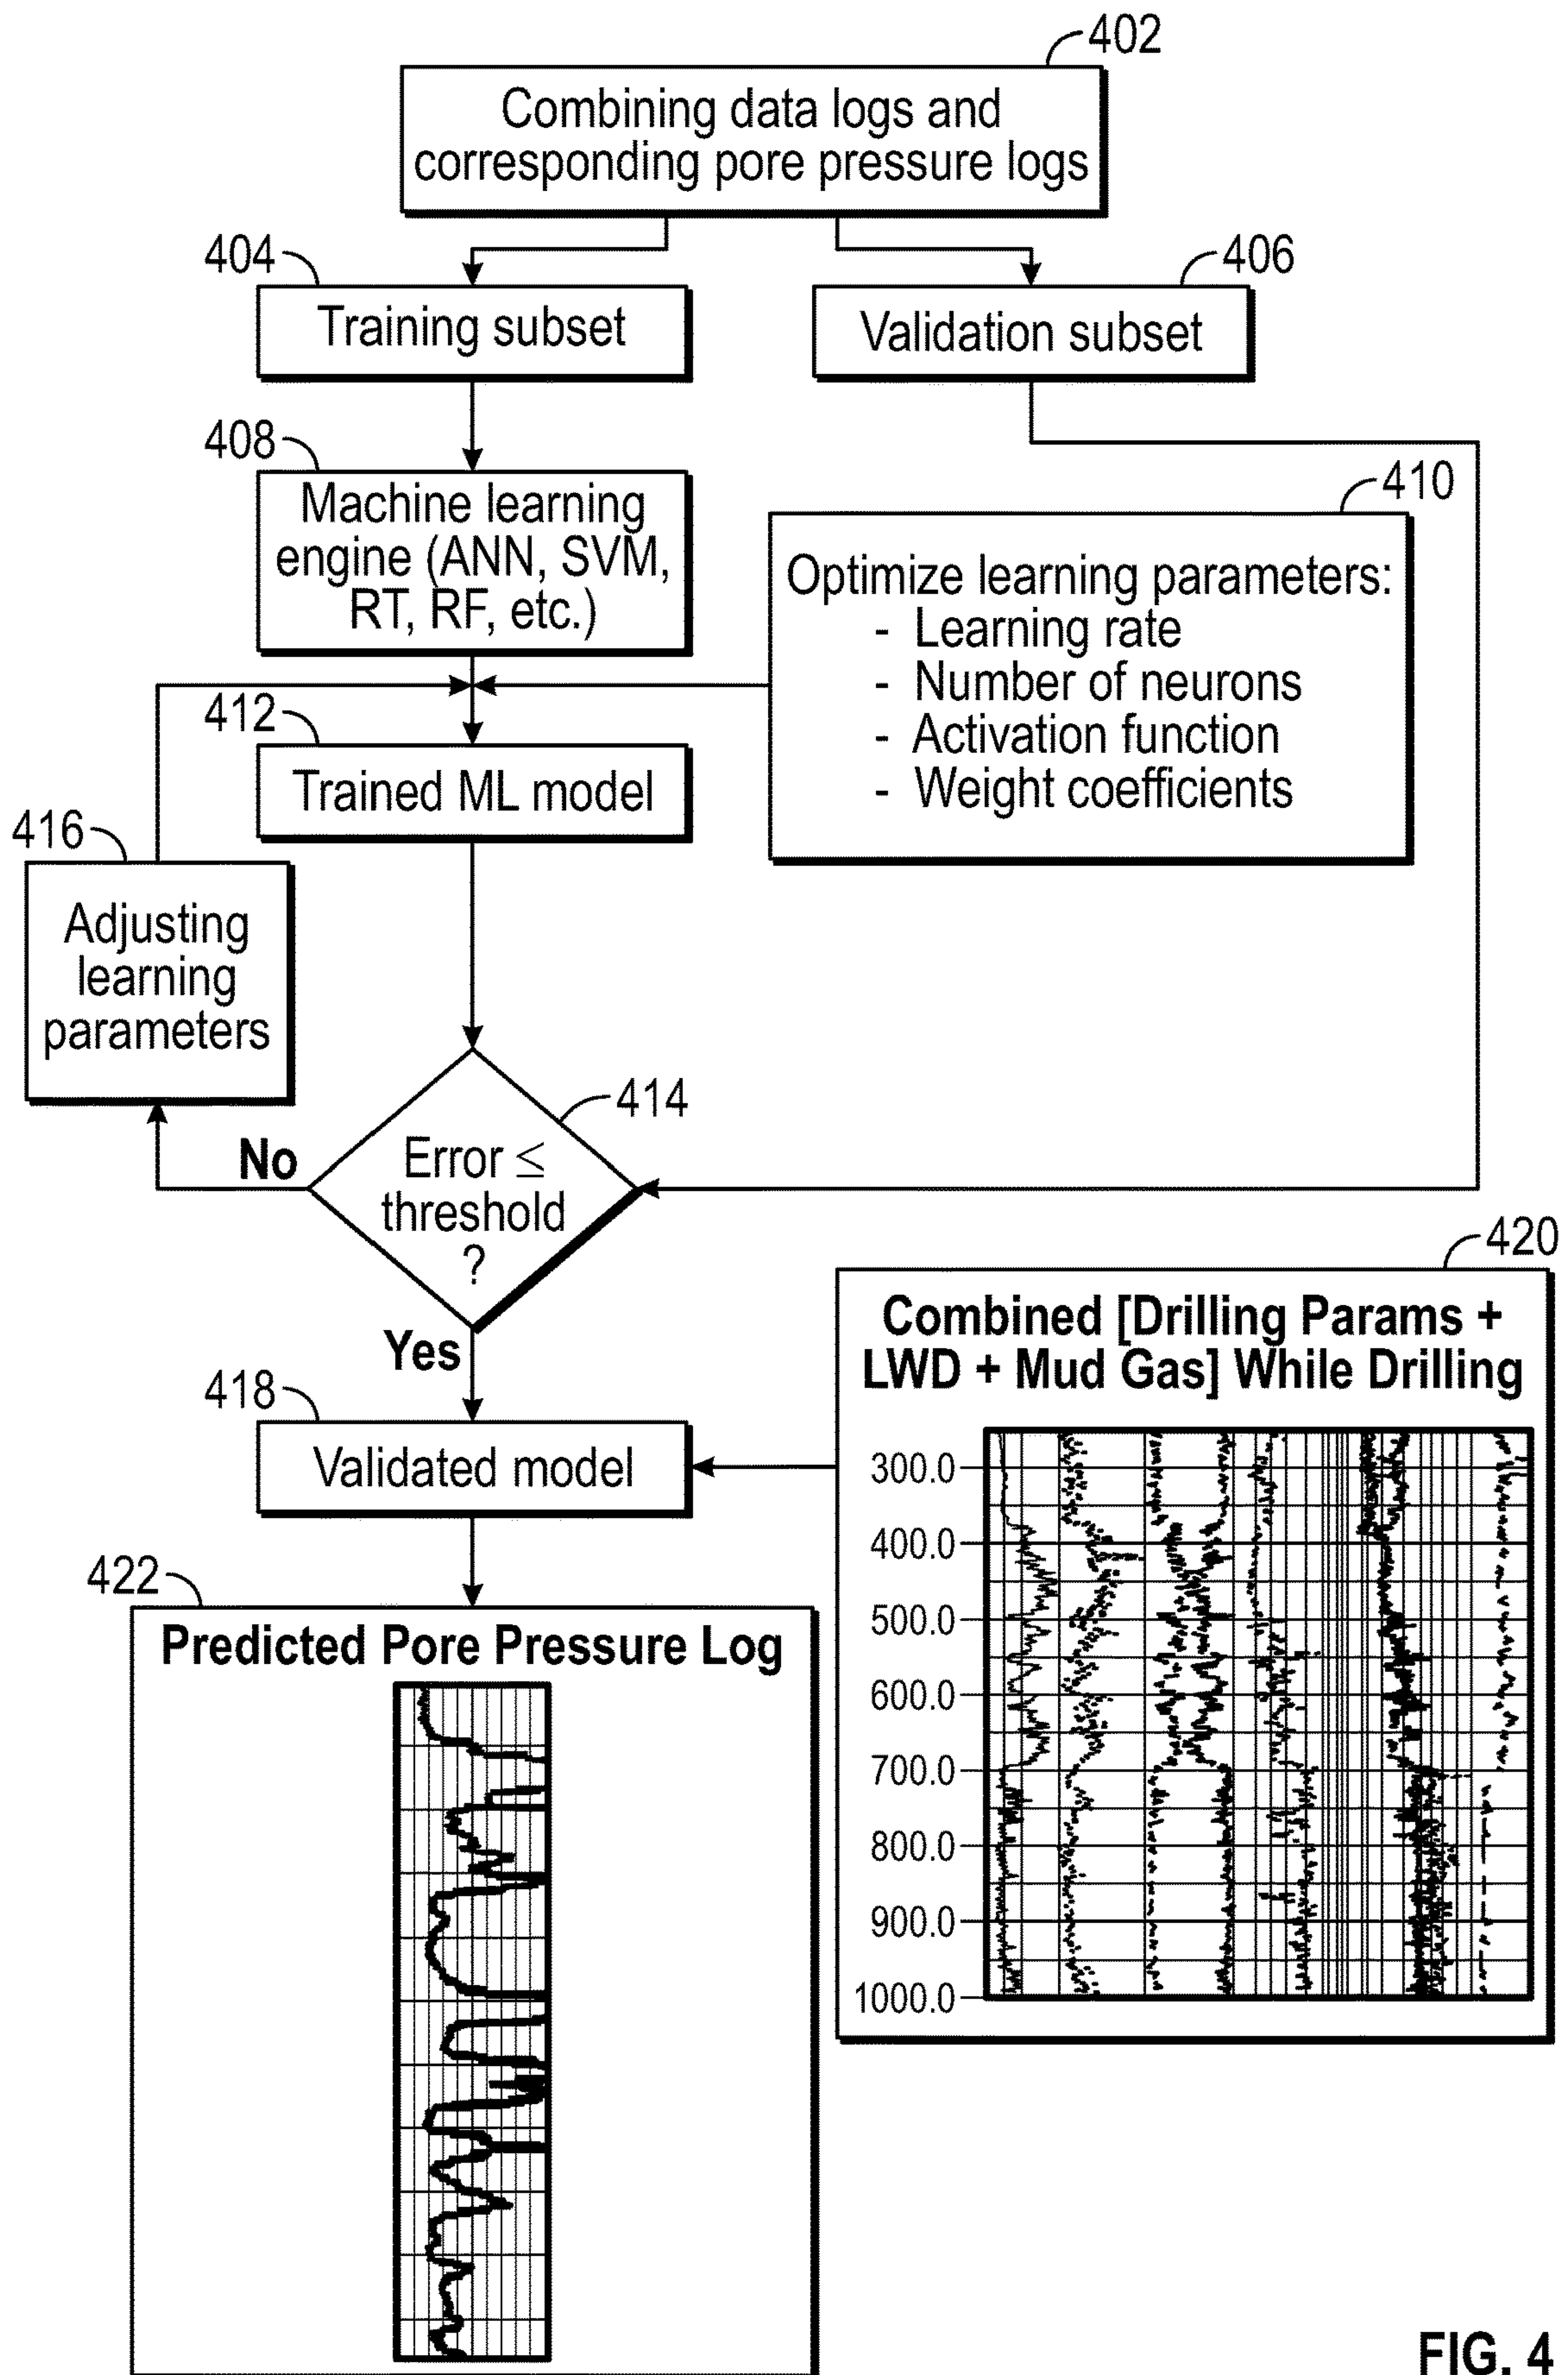 402
Combining data logs and
corresponding pore pressure logs
404
Training subset
406
Validation subset
408
Machine learning
engine (ANN, SVM,
RT, RF, etc.)
410
Optimize learning parameters:
- Learning rate
- Number of neurons
- Activation function
- Weight coefficients
412
Trained ML model
416
Adjusting
learning
parameters
414
Error ≤
threshold
?
No
Yes
418
Validated model
420
Combined [Drilling Params +
LWD + Mud Gas] While Drilling
300.0
400.0
500.0
600.0
700.0
800.0
900.0
1000.0
422
Predicted Pore Pressure Log
FIG. 4